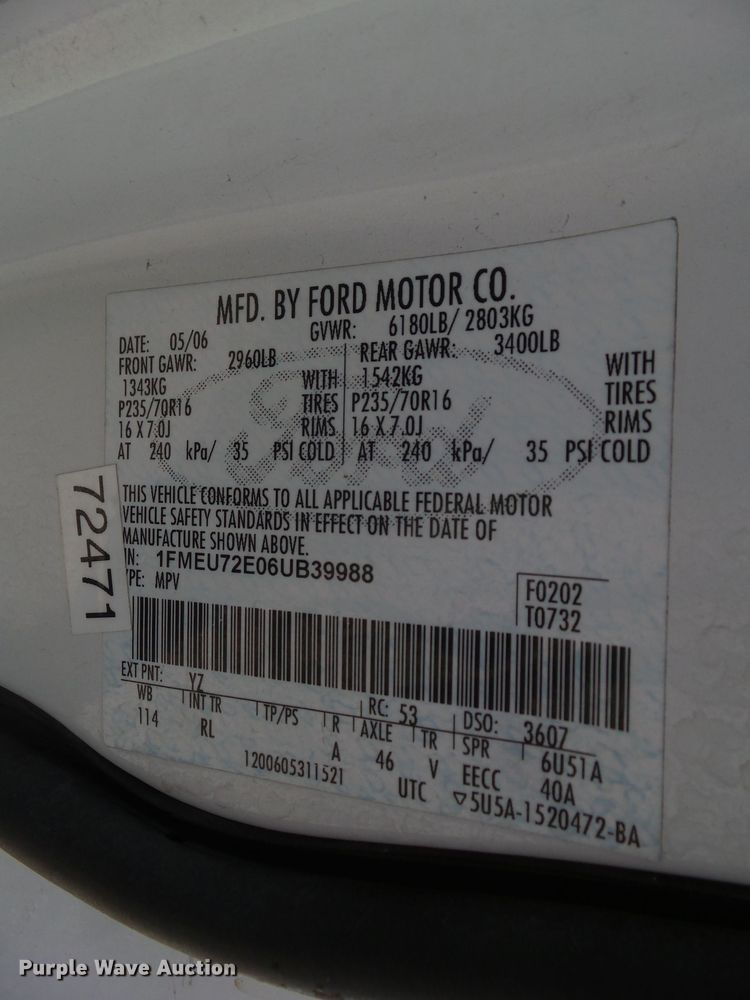 MFD. BY FORD MOTOR CO.
DATE: 05/06 GVWR: 6180LB/ 2803KG
FRONT GAWR: 2960LB REAR GAWR: 3400LB
1343KG WITH 1542KG WITH
P235/70R16 TIRES P235/70R16 TIRES
16 X 7.0J RIMS 16 X 7.0J RIMS
AT 240 kPa/ 35 PSI COLD AT 240 kPa/ 35 PSI COLD
Ford
THIS VEHICLE CONFORMS TO ALL APPLICABLE FEDERAL MOTOR
VEHICLE SAFETY STANDARDS IN EFFECT ON THE DATE OF
MANUFACTURE SHOWN ABOVE.
IN: 1FMEU72E06UB39988
PE: MPV
F0202
T0732
72471
EXT PNT: YZ RC: 53 DSO: 3607
WB INT TR TP/PS R AXLE TR SPR 6U51A
114 RL A 46 V EECC 40A
1200605311521 UTC ▽5U5A-1520472-BA
Purple Wave Auction